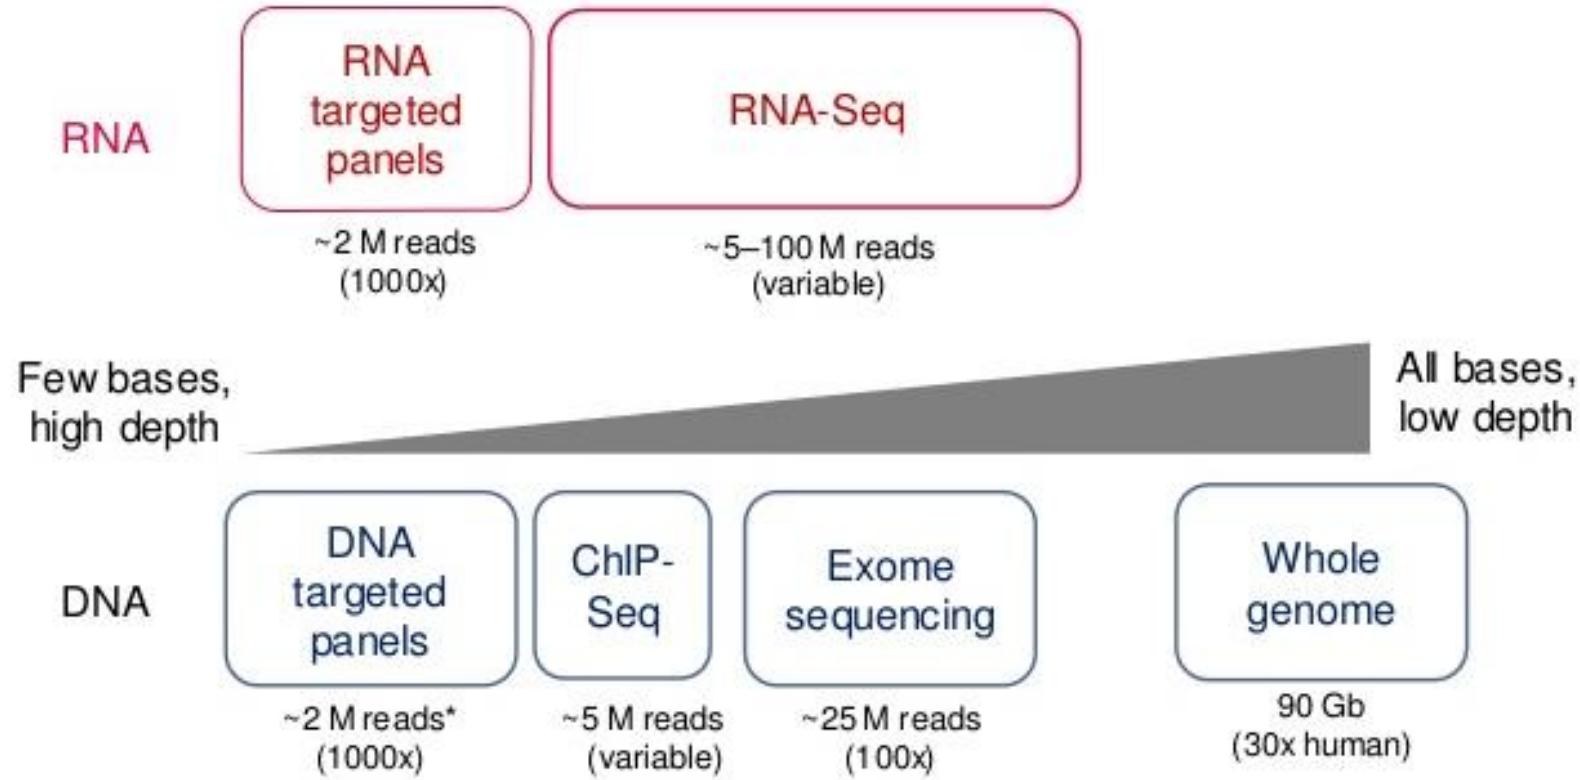 RNA
RNA
targeted
panels
RNA-Seq
~2 M reads
(1000x)
~5–100 M reads
(variable)
Few bases,
high depth
All bases,
low depth
DNA
DNA
targeted
panels
ChIP-
Seq
Exome
sequencing
Whole
genome
~2 M reads*
(1000x)
~5 M reads
(variable)
~25 M reads
(100x)
90 Gb
(30x human)